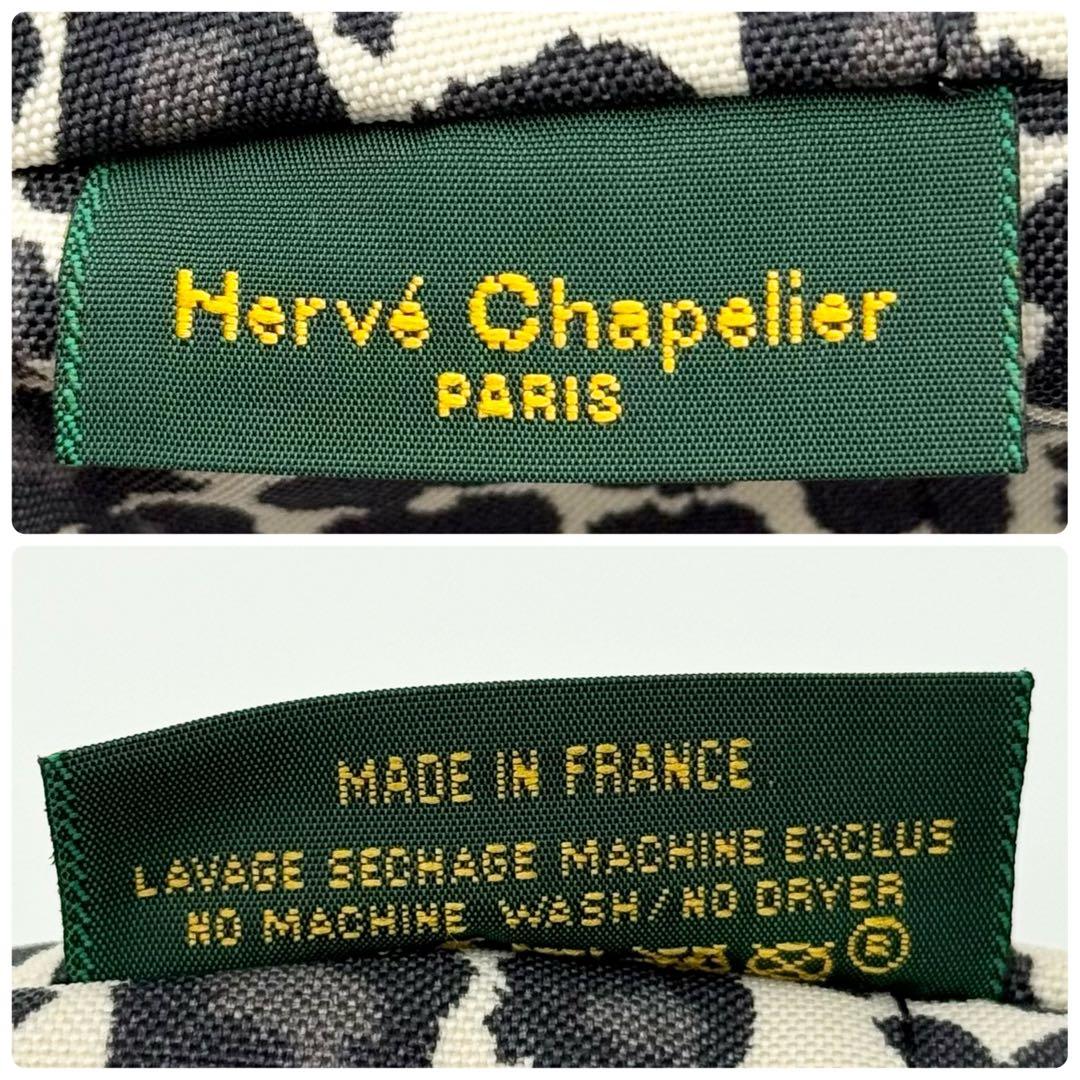 Hervé Chapelier
PARIS
MADE IN FRANCE
LAVAGE SECHAGE MACHINE EXCLUS
NO MACHINE WASH/NO DRYER
®